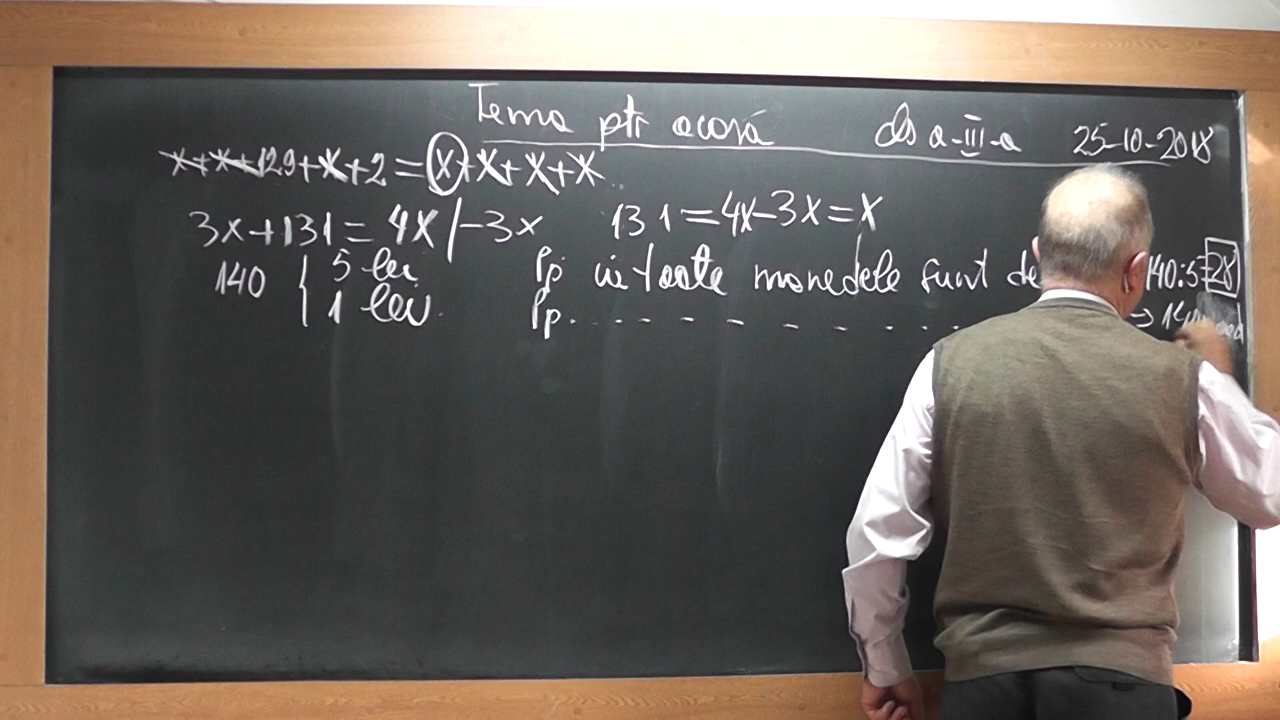 Tema ptr acasă cls a-III-a 25-10-2018
x+x+129+x+2=x+x+x+x
3x+131=4x/-3x 131=4x-3x=x
140 { 5 lei Pp că toate monedele sunt de 140:5=28
1 leu. Pp. . . . - - - - - - . . . →